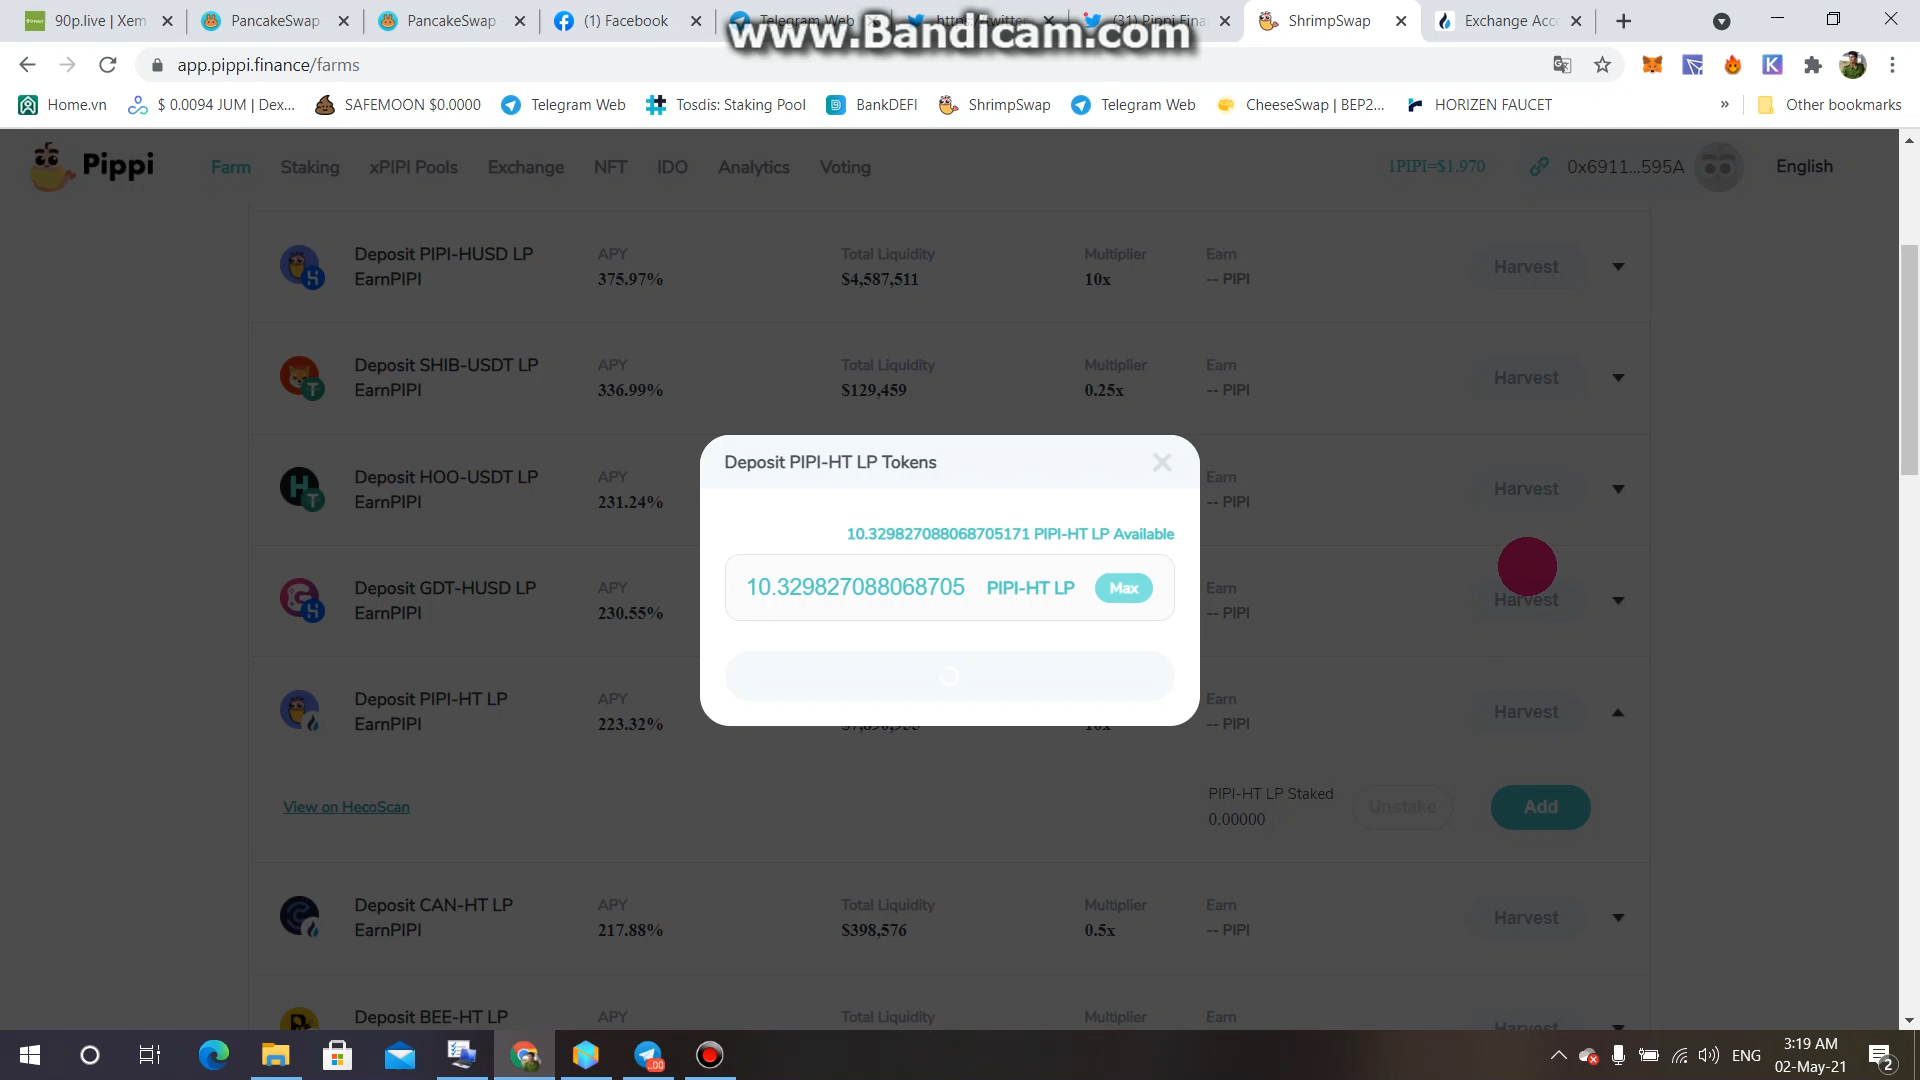 90p.live | Xem
PancakeSwap
PancakeSwap
(1) Facebook
Telegram Web
https://twitter
(31) Pippi Fina
ShrimpSwap
Exchange Acc
www.Bandicam.com
app.pippi.finance/farms
Home.vn
$ 0.0094 JUM | Dex...
SAFEMOON $0.0000
Telegram Web
Tosdis: Staking Pool
BankDEFI
ShrimpSwap
Telegram Web
CheeseSwap | BEP2...
HORIZEN FAUCET
»
Other bookmarks
Pippi
Farm
Staking
xPIPI Pools
Exchange
NFT
IDO
Analytics
Voting
1PIPI=$1.970
0x6911...595A
English
Deposit PIPI-HUSD LP
EarnPIPI
APY
375.97%
Total Liquidity
$4,587,511
Multiplier
10x
Earn
-- PIPI
Harvest
Deposit SHIB-USDT LP
EarnPIPI
APY
336.99%
Total Liquidity
$129,459
Multiplier
0.25x
Earn
-- PIPI
Harvest
Deposit HOO-USDT LP
EarnPIPI
APY
231.24%
Earn
-- PIPI
Harvest
Deposit GDT-HUSD LP
EarnPIPI
APY
230.55%
Earn
-- PIPI
Harvest
Deposit PIPI-HT LP Tokens
10.329827088068705171 PIPI-HT LP Available
10.329827088068705
PIPI-HT LP
Max
Deposit PIPI-HT LP
EarnPIPI
APY
223.32%
Earn
-- PIPI
Harvest
View on HecoScan
PIPI-HT LP Staked
0.00000
Unstake
Add
Deposit CAN-HT LP
EarnPIPI
APY
217.88%
Total Liquidity
$398,576
Multiplier
0.5x
Earn
-- PIPI
Harvest
Deposit BEE-HT LP
APY
Total Liquidity
Multiplier
Earn
Harvest
ENG
3:19 AM
02-May-21
2